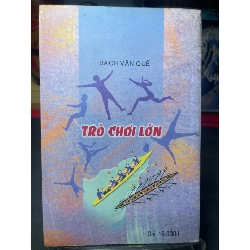 BẠCH VĂN QUẾ
TRÒ CHƠI LỚN